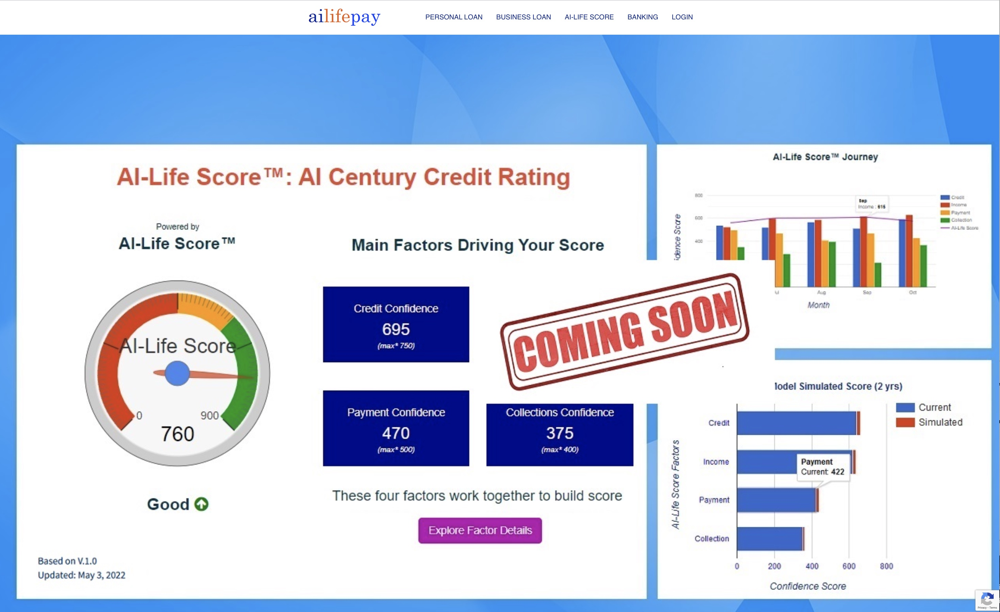 ailifepay
PERSONAL LOAN
BUSINESS LOAN
AI-LIFE SCORE
BANKING
LOGIN
AI-Life Score™: AI Century Credit Rating
Powered by
AI-Life Score™
AI-Life Score
0
900
760
Good
Based on V.1.0
Updated: May 3, 2022
Main Factors Driving Your Score
Credit Confidence
695
(max* 750)
COMING SOON
Payment Confidence
470
(max* 500)
Collections Confidence
375
(max* 400)
These four factors work together to build score
Explore Factor Details
AI-Life Score™ Journey
800
600
400
idence Score
Sep
Income : 615
Credit
Income
Payment
Collection
AI-Life Score
ul
Aug
Sep
Oct
Month
lodel Simulated Score (2 yrs)
Current
Simulated
AI-Life Score Factors
Credit
Income
Payment
Collection
Payment
Current: 422
0
200
400
600
800
Confidence Score
Privacy - Terms